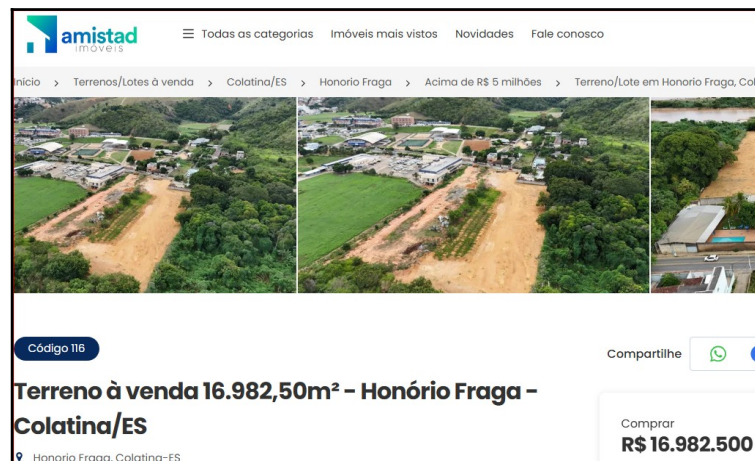 amistad
imóveis
Todas as categorias Imóveis mais vistos Novidades Fale conosco
Início > Terrenos/Lotes à venda > Colatina/ES > Honorio Fraga > Acima de R$ 5 milhões > Terreno/Lote em Honorio Fraga, Col
Código 116
Compartilhe
Terreno à venda 16.982,50m² - Honório Fraga -
Colatina/ES
Honorio Fraga, Colatina-ES
Comprar
R$ 16.982.500